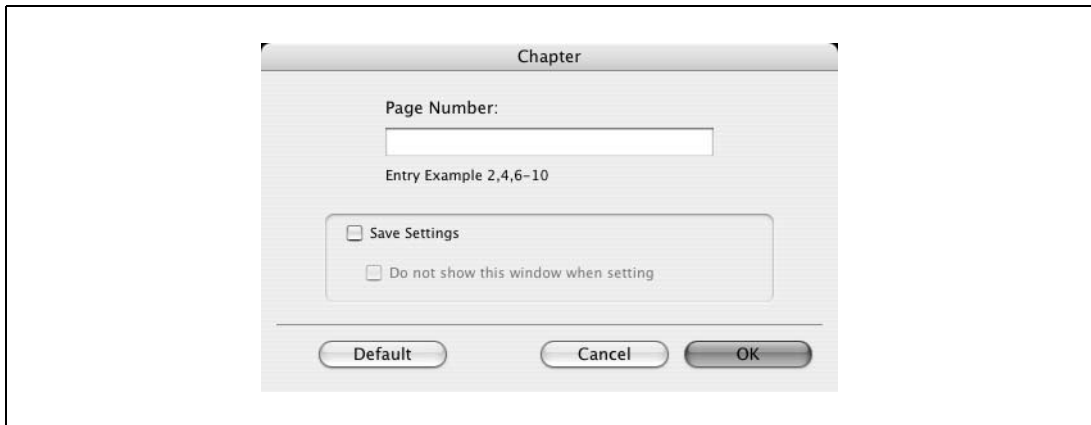 Chapter
Page Number:
Entry Example 2,4,6-10
Save Settings
Do not show this window when setting
Default Cancel OK